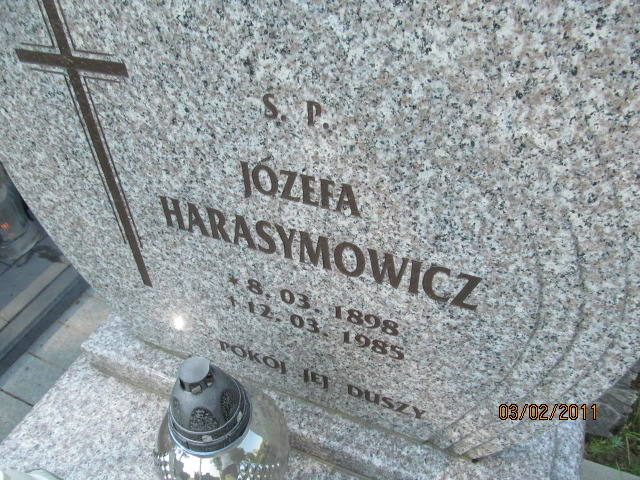 Ś. P.
JÓZEFA
HARASYMOWICZ
* 8. 03. 1898
† 12. 03. 1985
POKÓJ JEJ DUSZY
03/02/2011